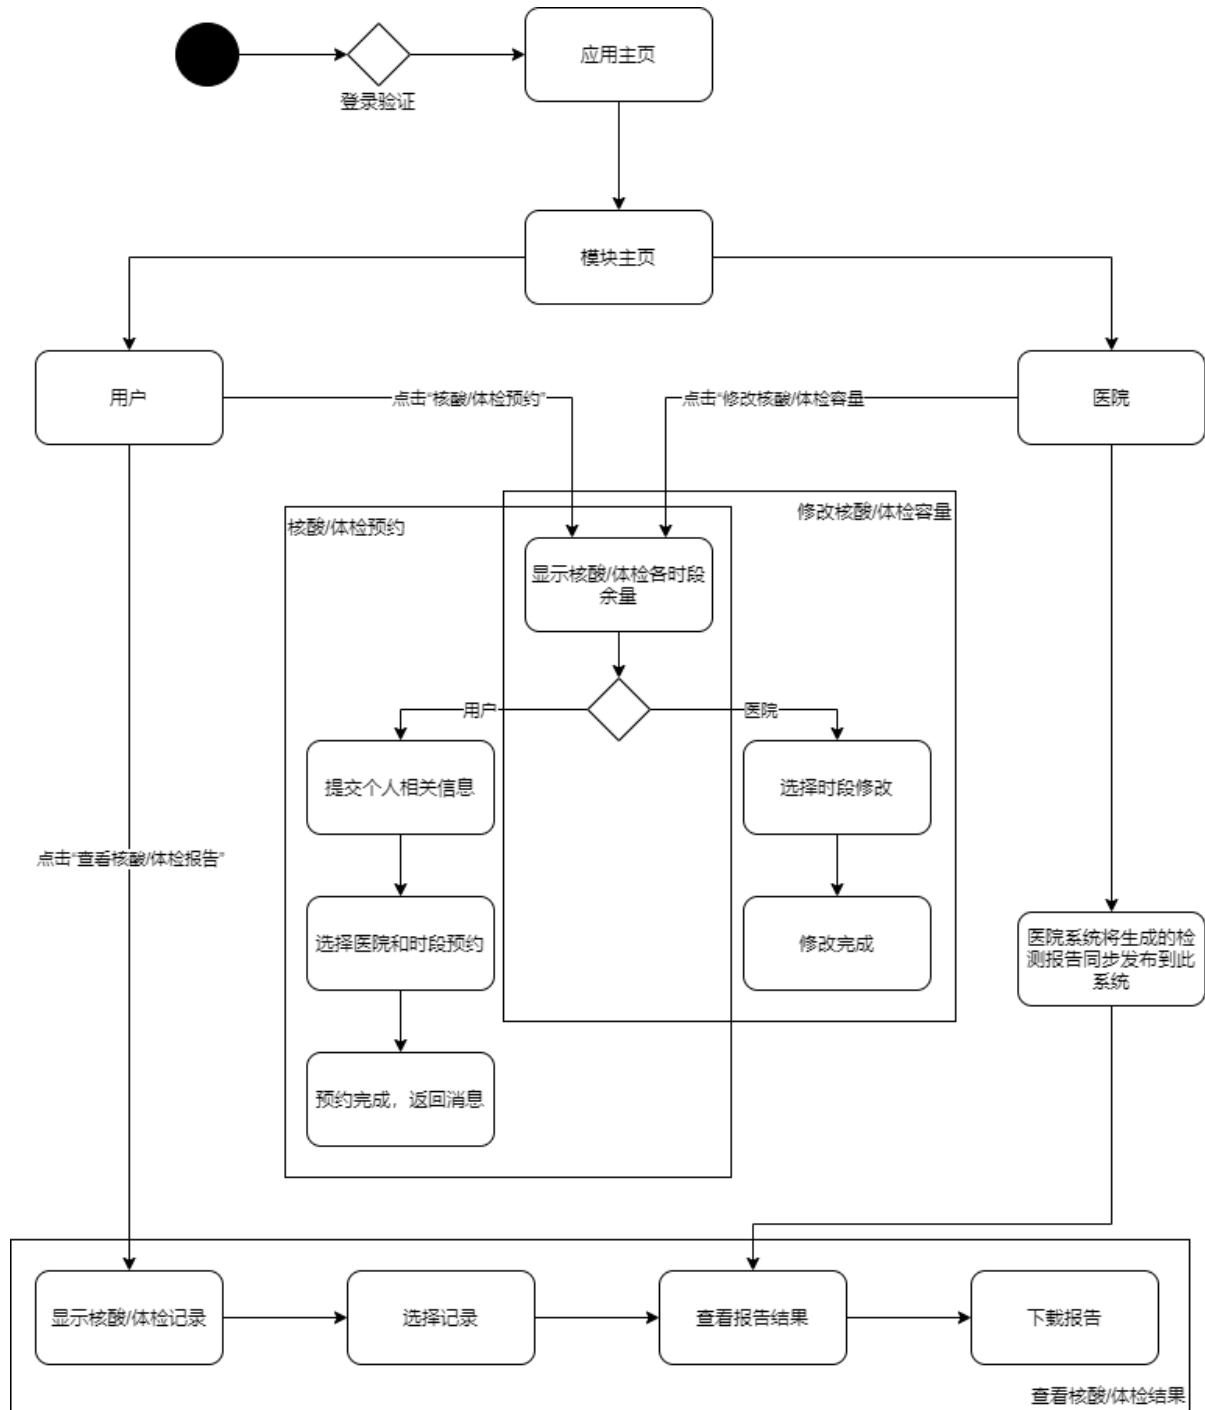 应用主页
登录验证
模块主页
用户
点击“核酸/体检预约”
点击“修改核酸/体检容量
医院
核酸/体检预约
修改核酸/体检容量
显示核酸/体检各时段
余量
用户
医院
提交个人相关信息
选择时段修改
点击“查看核酸/体检报告”
选择医院和时段预约
修改完成
医院系统将生成的检
测报告同步发布到此
系统
预约完成，返回消息
显示核酸/体检记录
选择记录
查看报告结果
下载报告
查看核酸/体检结果